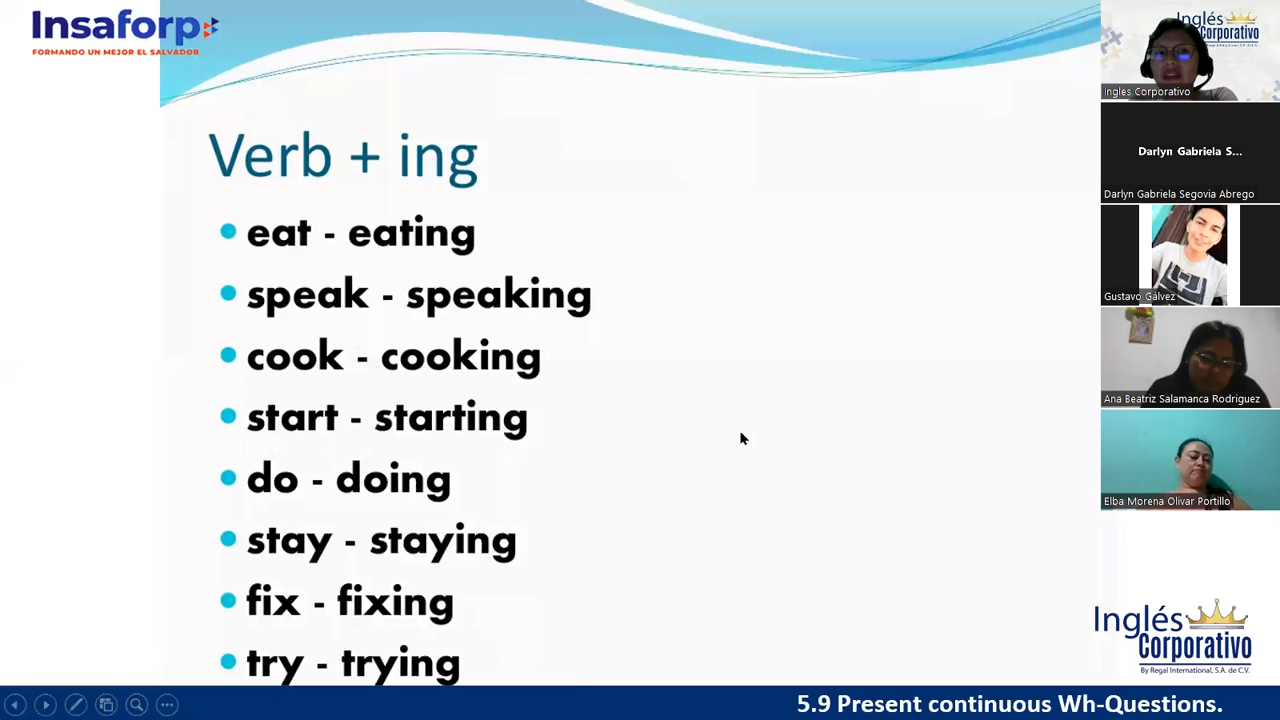 Insaforp
FORMANDO UN MEJOR EL SALVADOR
Verb + ing
eat - eating
speak - speaking
cook - cooking
start - starting
do - doing
stay - staying
fix - fixing
try - trying
Inglés
Corporativo
Ingles Corporativo
Darlyn Gabriela S...
Darlyn Gabriela Segovia Abrego
Gustavo Gálvez
Ana Beatriz Salamanca Rodriguez
Elba Morena Olivar Portillo
Inglés
Corporativo
By Regal International, S.A. de C.V.
5.9 Present continuous Wh-Questions.